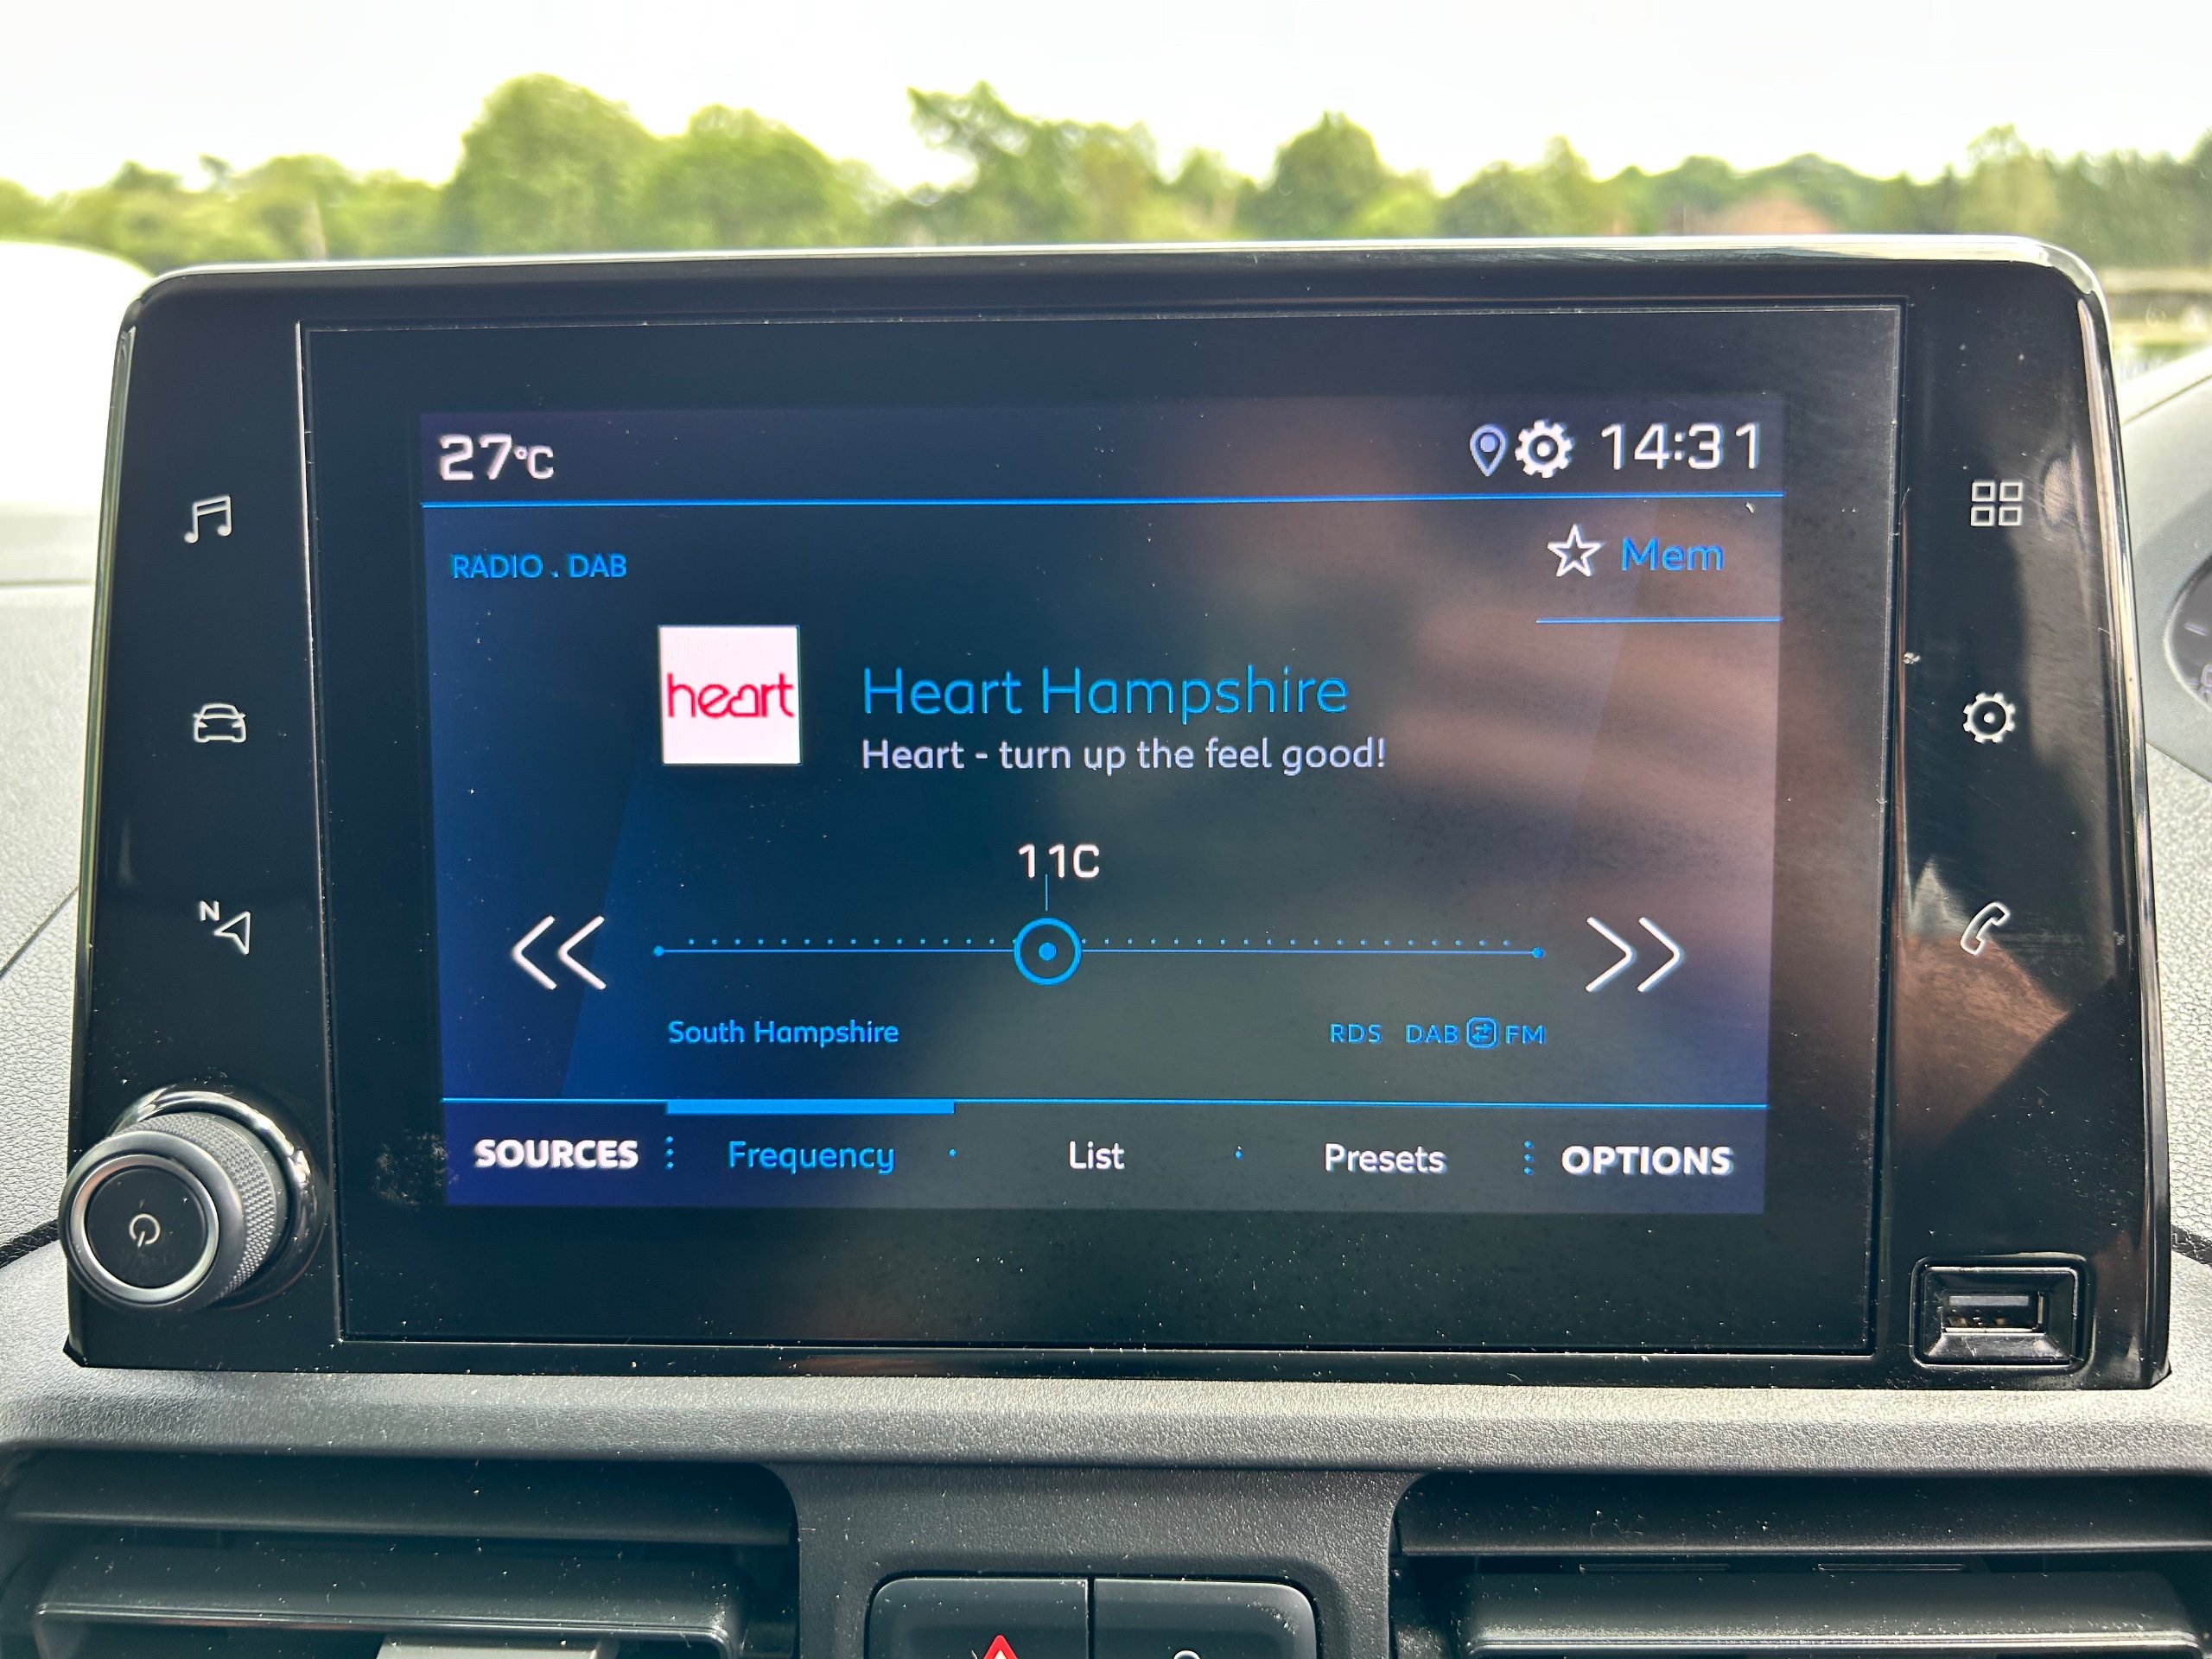 27°C
14:31
RADIO . DAB
Mem
heart
Heart Hampshire
Heart - turn up the feel good!
11C
N
South Hampshire
RDS DAB FM
SOURCES
Frequency
List
Presets
OPTIONS